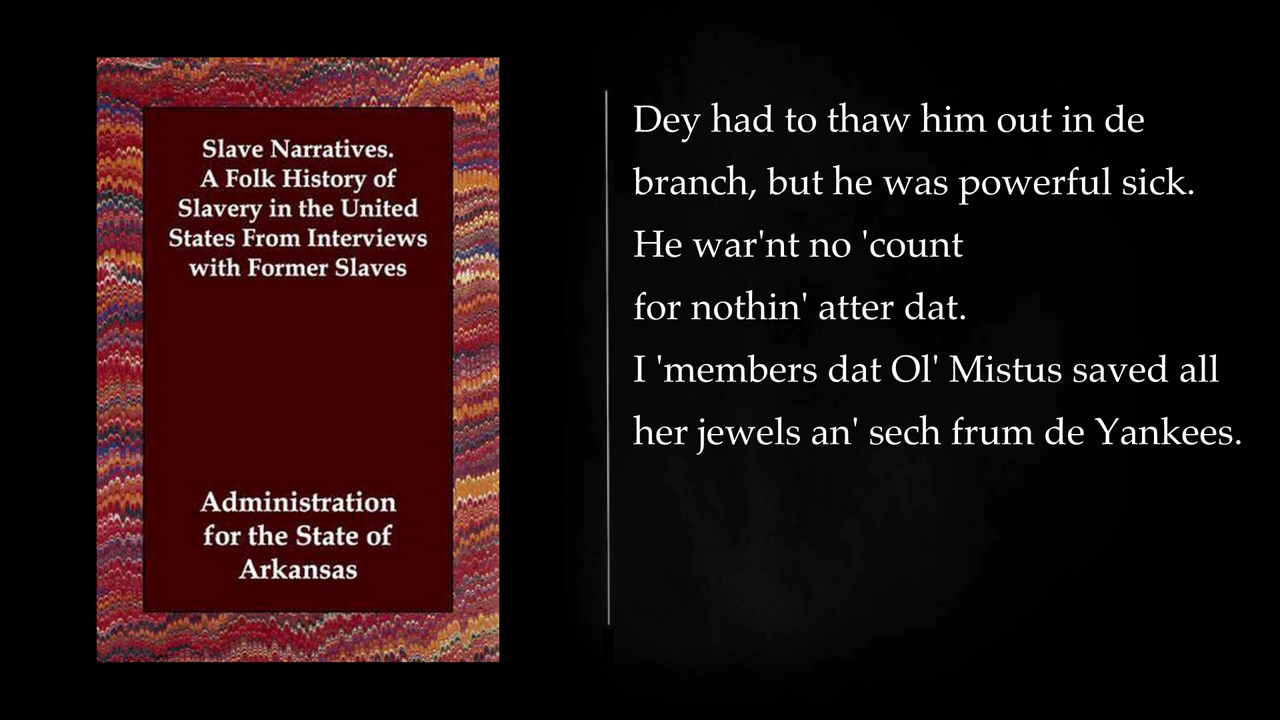 Slave Narratives.
A Folk History of
Slavery in the United
States From Interviews
with Former Slaves
Administration
for the State of
Arkansas
Dey had to thaw him out in de
branch, but he was powerful sick.
He war'nt no 'count
for nothin' atter dat.
I 'members dat Ol' Mistus saved all
her jewels an' sech frum de Yankees.